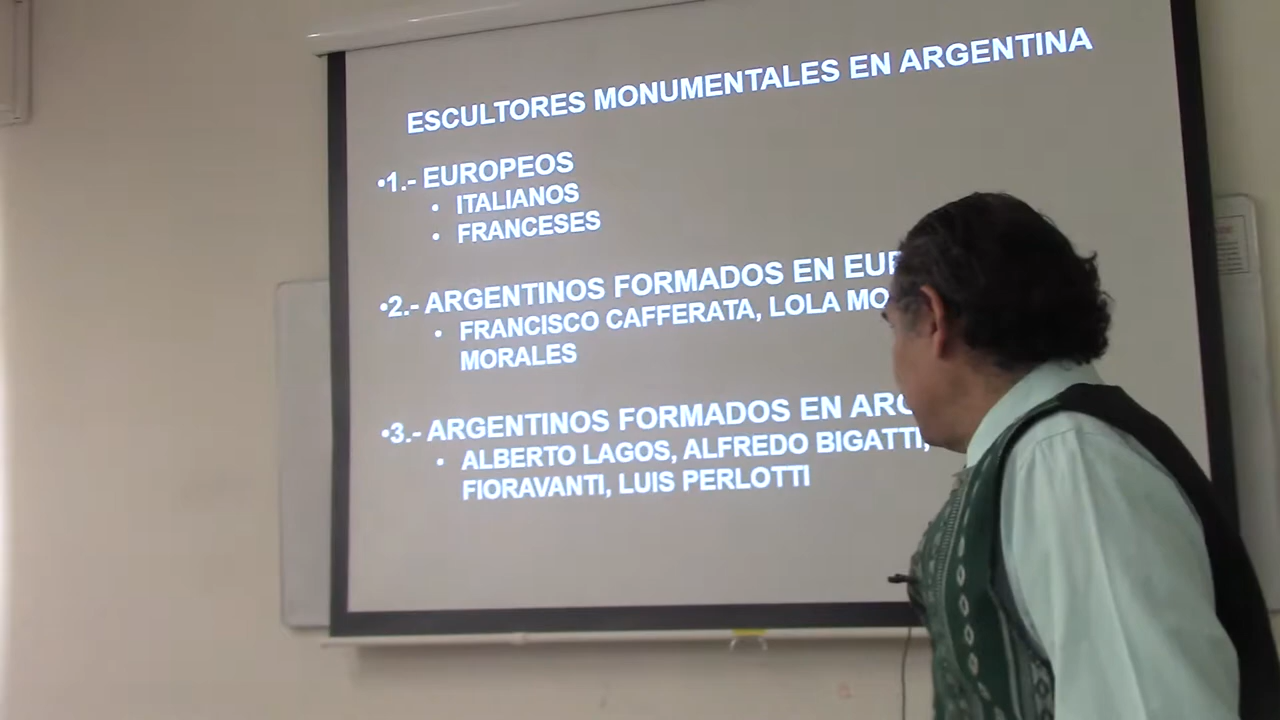 ESCULTORES MONUMENTALES EN ARGENTINA
•1.- EUROPEOS
• ITALIANOS
• FRANCESES
•2.- ARGENTINOS FORMADOS EN
• FRANCISCO CAFFERATA, LOLA
MORALES
•3.- ARGENTINOS FORMADOS EN
• ALBERTO LAGOS, ALFREDO BIGATTI,
FIORAVANTI, LUIS PERLOTTI